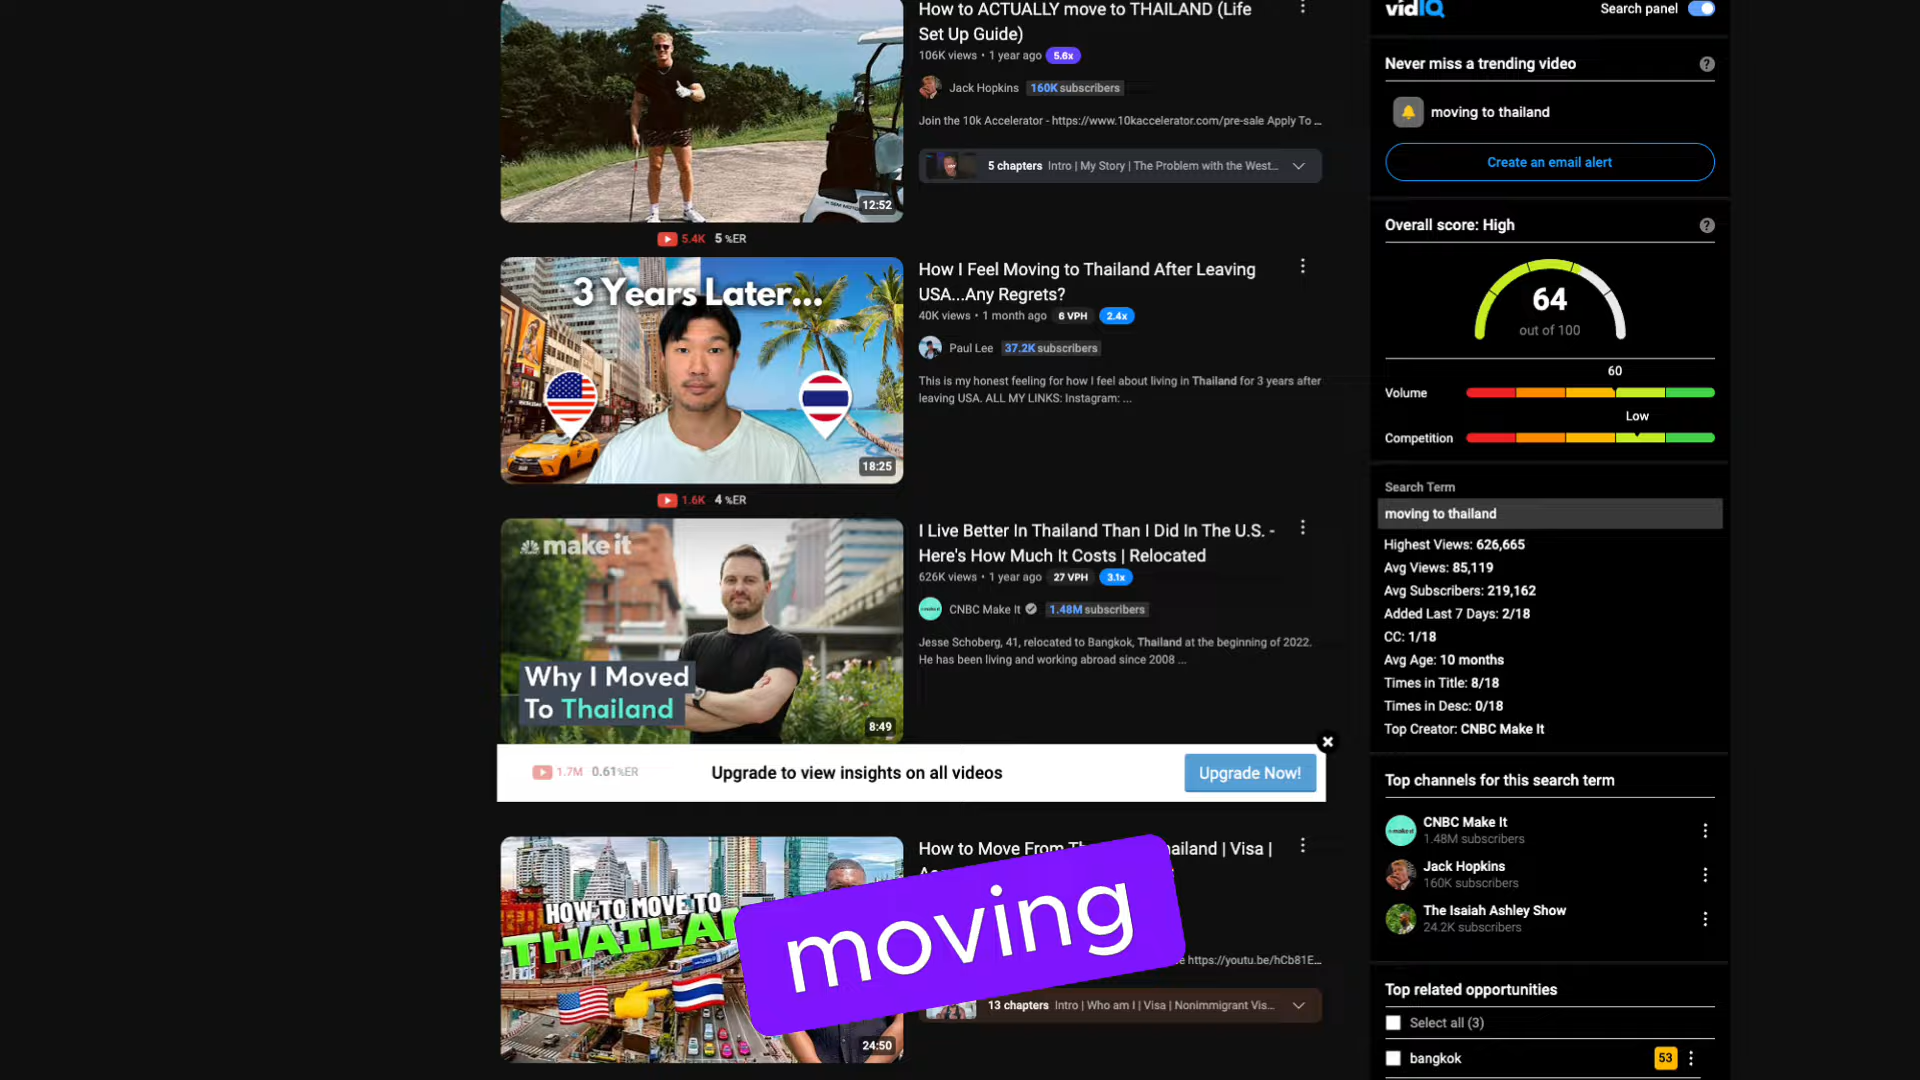 How to ACTUALLY move to THAILAND (Life
Set Up Guide)
106K views • 1 year ago 5.6x
Jack Hopkins 160K subscribers
Join the 10k Accelerator - https://www.10kaccelerator.com/pre-sale Apply To ...
5 chapters Intro | My Story | The Problem with the West...
12:52
5.4K 5 %ER
3 Years Later...
18:25
How I Feel Moving to Thailand After Leaving
USA...Any Regrets?
40K views • 1 month ago 6 VPH 2.4x
Paul Lee 37.2K subscribers
This is my honest feeling for how I feel about living in Thailand for 3 years after
leaving USA. ALL MY LINKS: Instagram: ...
1.6K 4 %ER
make it
Why I Moved
To Thailand
8:49
I Live Better In Thailand Than I Did In The U.S. -
Here's How Much It Costs | Relocated
626K views • 1 year ago 27 VPH 3.1x
CNBC Make It 1.48M subscribers
Jesse Schoberg, 41, relocated to Bangkok, Thailand at the beginning of 2022.
He has been living and working abroad since 2008 ...
1.7M 0.61%ER
Upgrade to view insights on all videos
Upgrade Now!
HOW TO MOVE TO
24:50
How to Move From
| Visa |
moving
https://youtu.be/hCb81E...
13 chapters Intro | Who am I | Visa | Nonimmigrant Vis...
vidIQ
Search panel
Never miss a trending video
moving to thailand
Create an email alert
Overall score: High
64
out of 100
60
Volume
Low
Competition
Search Term
moving to thailand
Highest Views: 626,665
Avg Views: 85,119
Avg Subscribers: 219,162
Added Last 7 Days: 2/18
CC: 1/18
Avg Age: 10 months
Times in Title: 8/18
Times in Desc: 0/18
Top Creator: CNBC Make It
Top channels for this search term
CNBC Make It
1.48M subscribers
Jack Hopkins
160K subscribers
The Isaiah Ashley Show
24.2K subscribers
Top related opportunities
Select all (3)
bangkok 53